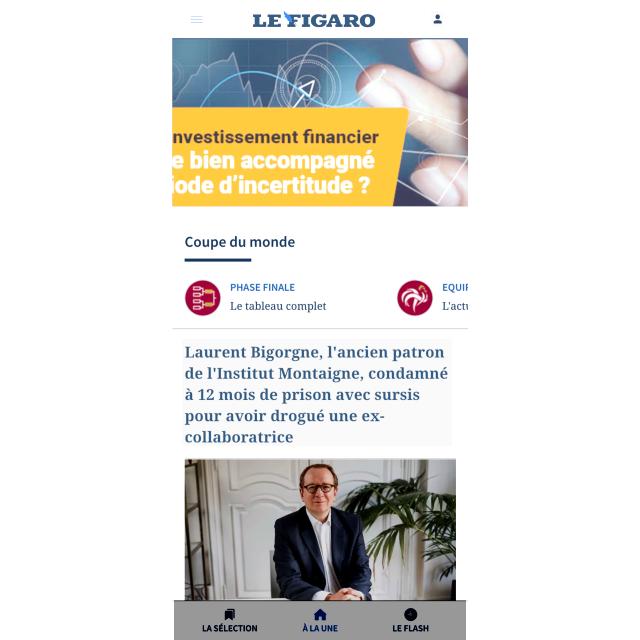 LE FIGARO
nvestissement financier
e bien accompagné
iode d'incertitude ?
Coupe du monde
PHASE FINALE
EQUIP
Le tableau complet
L'actu
Laurent Bigorgne, l'ancien patron
de l'Institut Montaigne, condamné
à 12 mois de prison avec sursis
pour avoir drogué une ex-
collaboratrice
LA SÉLECTION
À LA UNE
LE FLASH